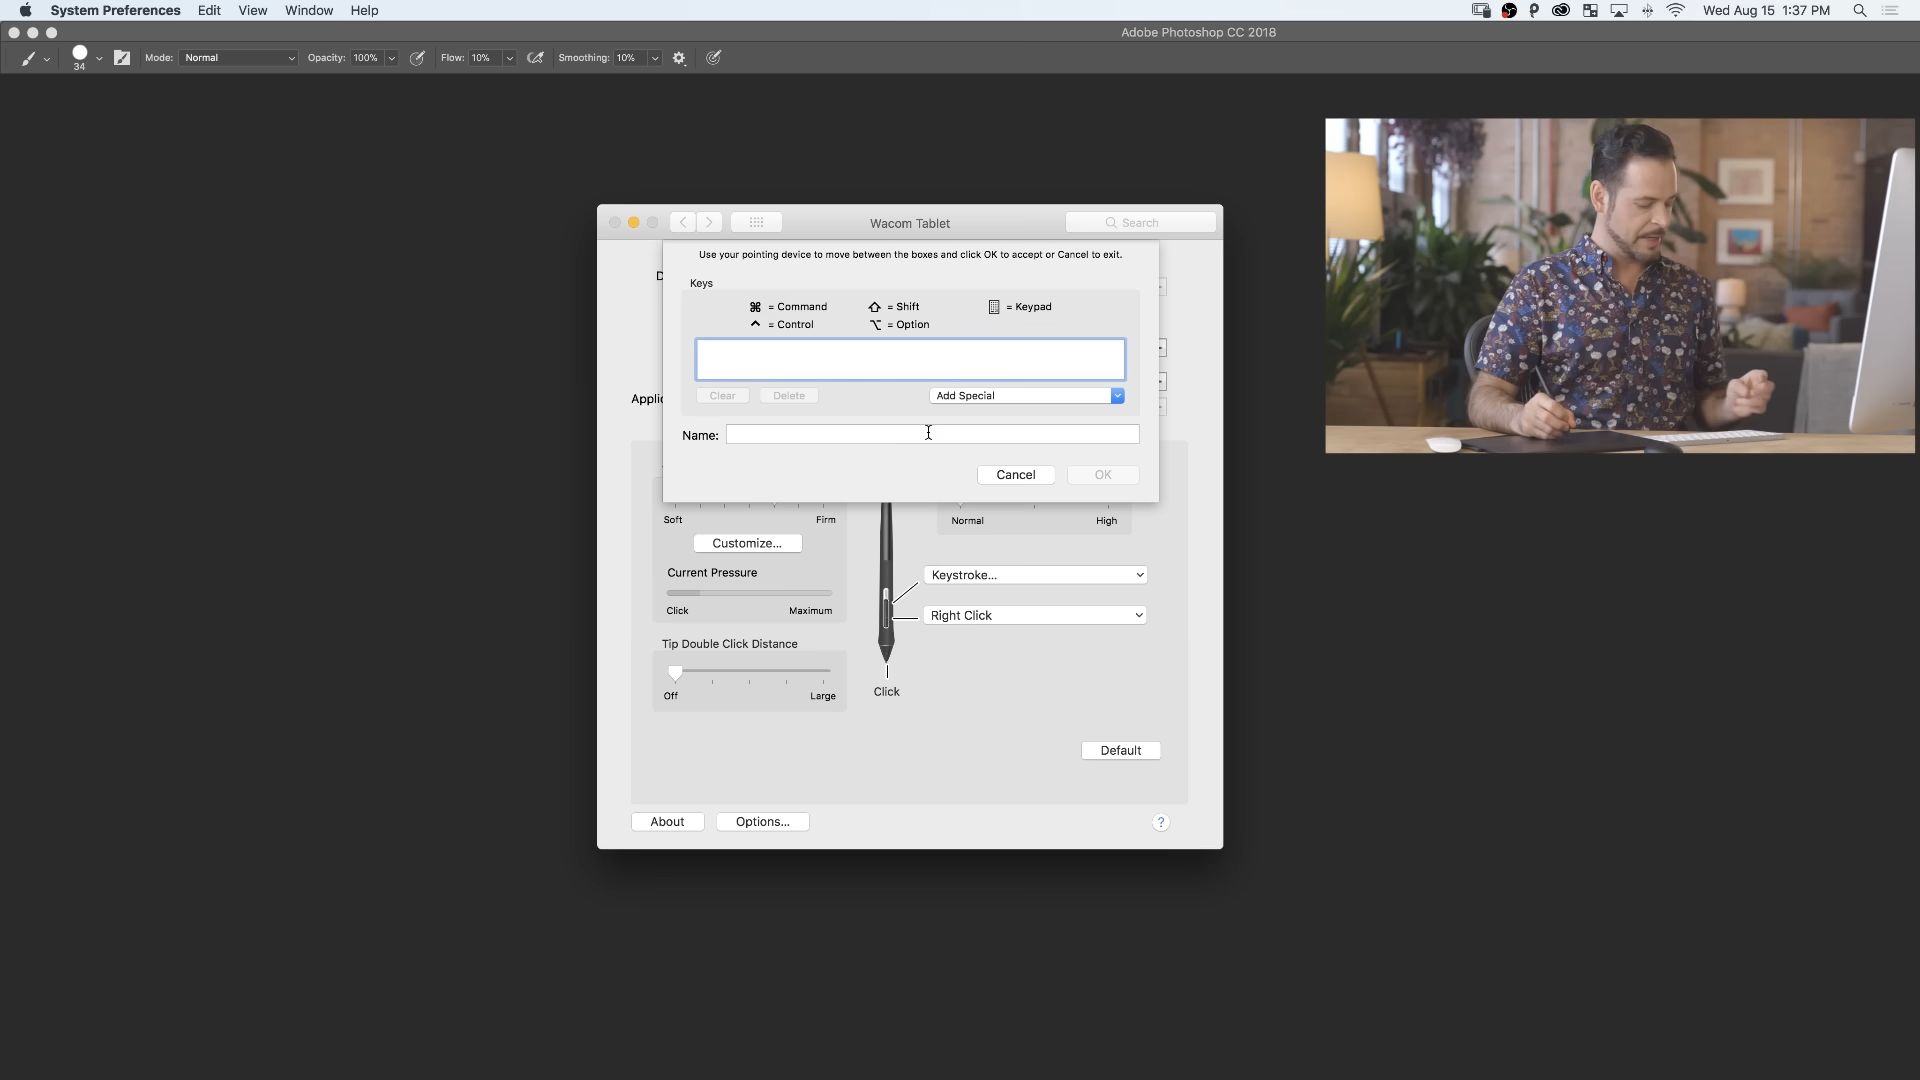 System Preferences Edit View Window Help
Wed Aug 15 1:37 PM
Adobe Photoshop CC 2018
34
Mode: Normal Opacity: 100% Flow: 10% Smoothing: 10%
Wacom Tablet
Search
Use your pointing device to move between the boxes and click OK to accept or Cancel to exit.
Keys
⌘ = Command ⇧ = Shift = Keypad
^ = Control ⌥ = Option
Clear Delete Add Special
Applic
Name:
Cancel OK
Soft Firm
Normal High
Customize...
Current Pressure
Click Maximum
Keystroke...
Right Click
Tip Double Click Distance
Off Large
Click
Default
About Options... ?